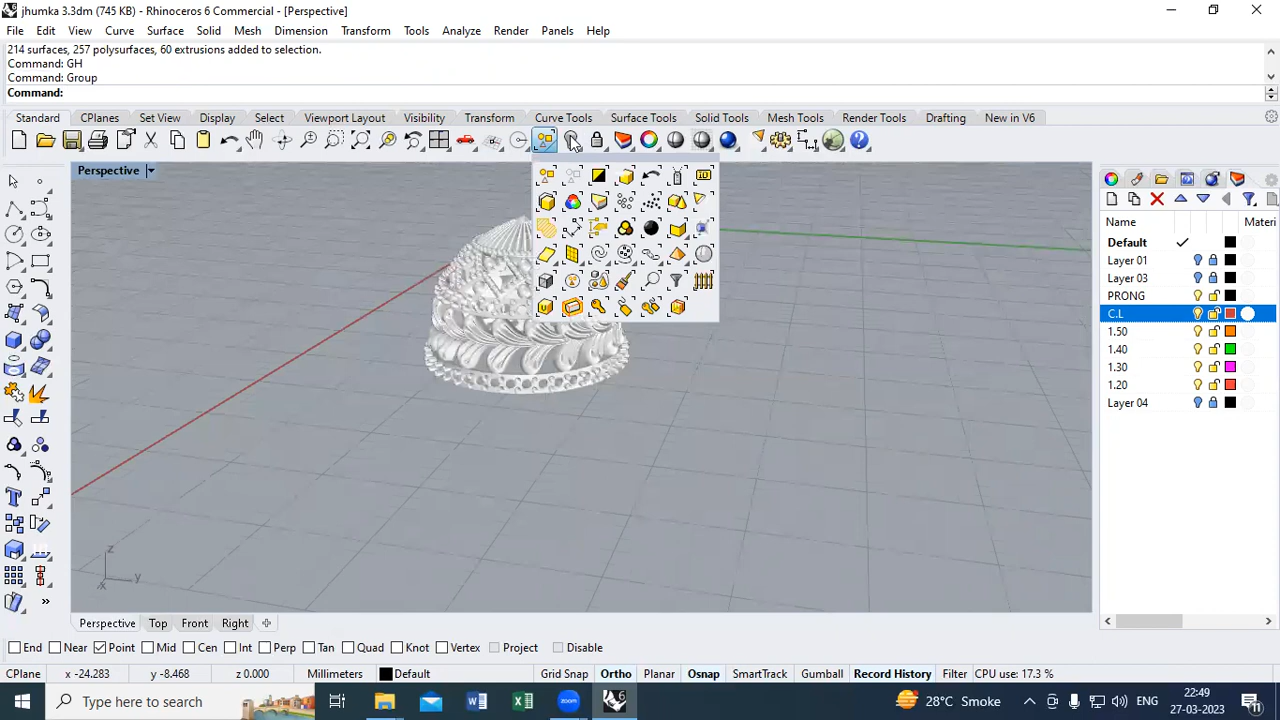 jhumka 3.3dm (745 KB) - Rhinoceros 6 Commercial - [Perspective]
File Edit View Curve Surface Solid Mesh Dimension Transform Tools Analyze Render Panels Help
214 surfaces, 257 polysurfaces, 60 extrusions added to selection.
Command: GH
Command: Group
Command:
Standard CPlanes Set View Display Select Viewport Layout Visibility Transform Curve Tools Surface Tools Solid Tools Mesh Tools Render Tools Drafting New in V6
Perspective
Name Materi
Default
Layer 01
Layer 03
PRONG
C.L
1.50
1.40
1.30
1.20
Layer 04
z
y
x
Perspective Top Front Right
End Near Point Mid Cen Int Perp Tan Quad Knot Vertex Project Disable
CPlane x -24.283 y -8.468 z 0.000 Millimeters Default Grid Snap Ortho Planar Osnap SmartTrack Gumball Record History Filter CPU use: 17.3 %
Type here to search 28°C Smoke ENG 22:49
27-03-2023